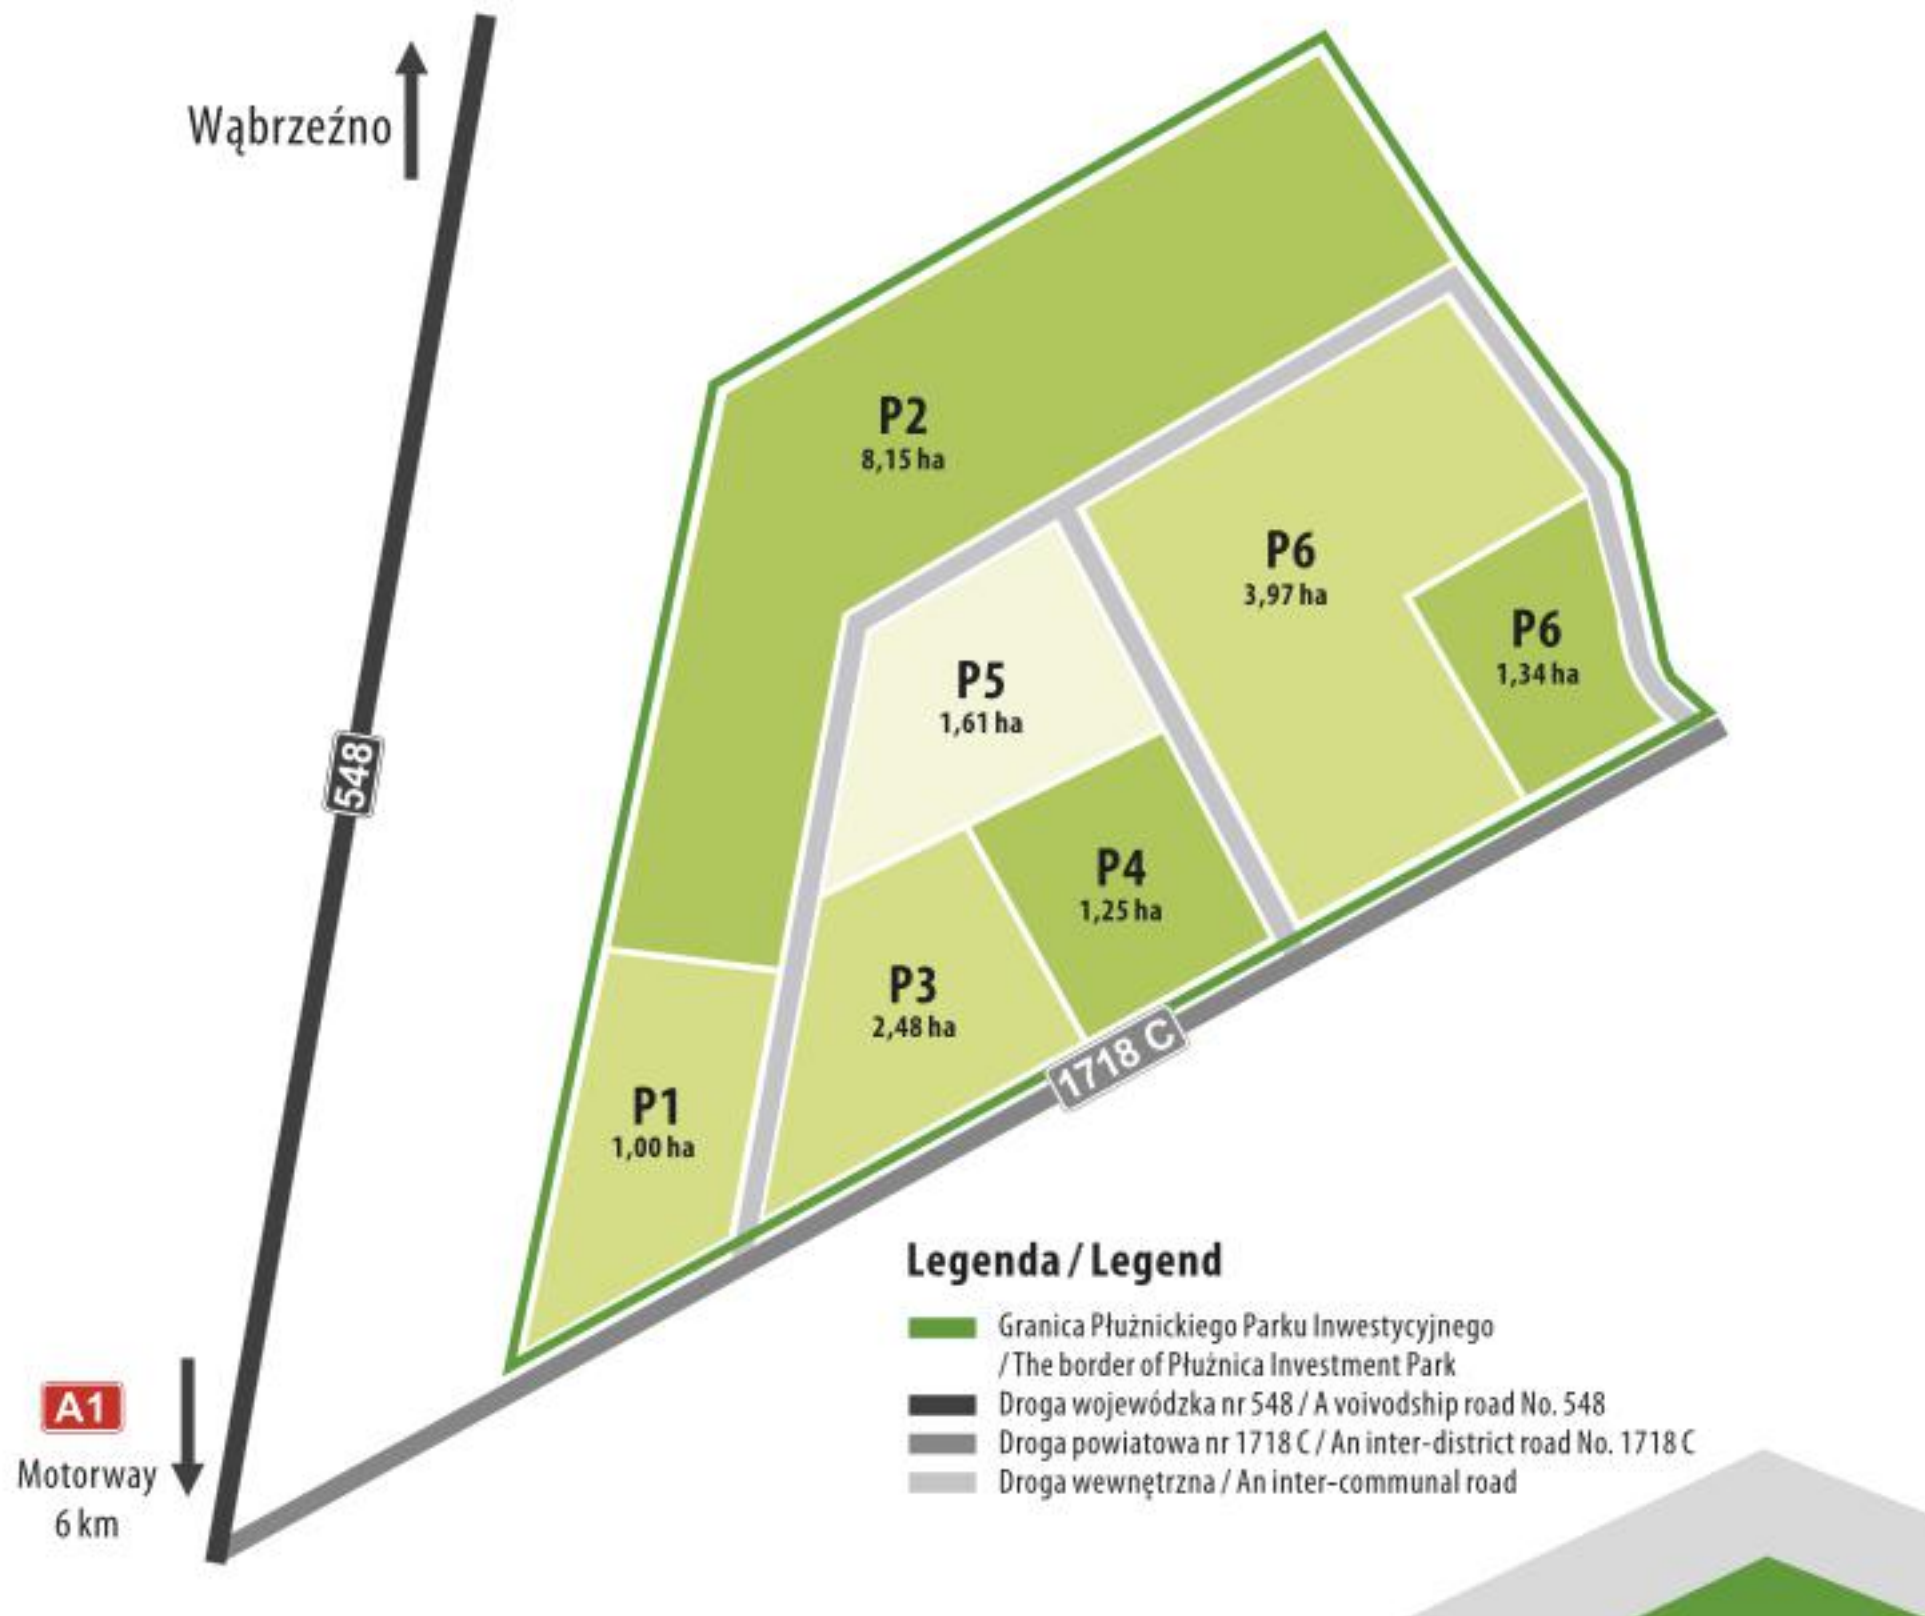 Wąbrzeźno
P2
8,15 ha
P6
3,97 ha
P6
1,34 ha
P5
1,61 ha
548
P4
1,25 ha
P3
2,48 ha
1718 C
P1
1,00 ha
A1
Motorway
6 km
Legenda / Legend
Granica Płużnickiego Parku Inwestycyjnego
/ The border of Płużnica Investment Park
Droga wojewódzka nr 548 / A voivodship road No. 548
Droga powiatowa nr 1718 C / An inter-district road No. 1718 C
Droga wewnętrzna / An inter-communal road